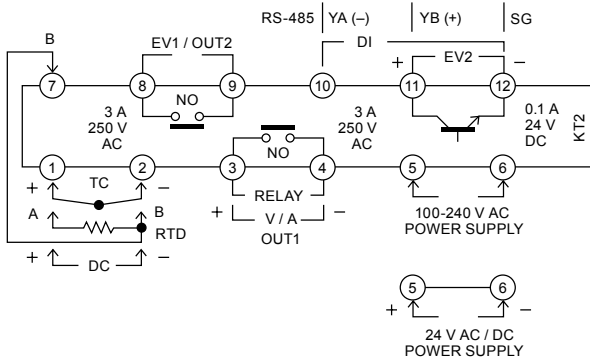 RS-485 YA (–) YB (+) SG
B EV1 / OUT2 DI
+ EV2 –
7 8 9 10 11 12
3 A 250 V AC NO 3 A 250 V AC 0.1 A 24 V DC KT2
NO
1 2 3 4 5 6
+ TC – RELAY
A B + V / A – 100-240 V AC
RTD OUT1 POWER SUPPLY
+ DC –
5 6
+ –
24 V AC / DC
POWER SUPPLY